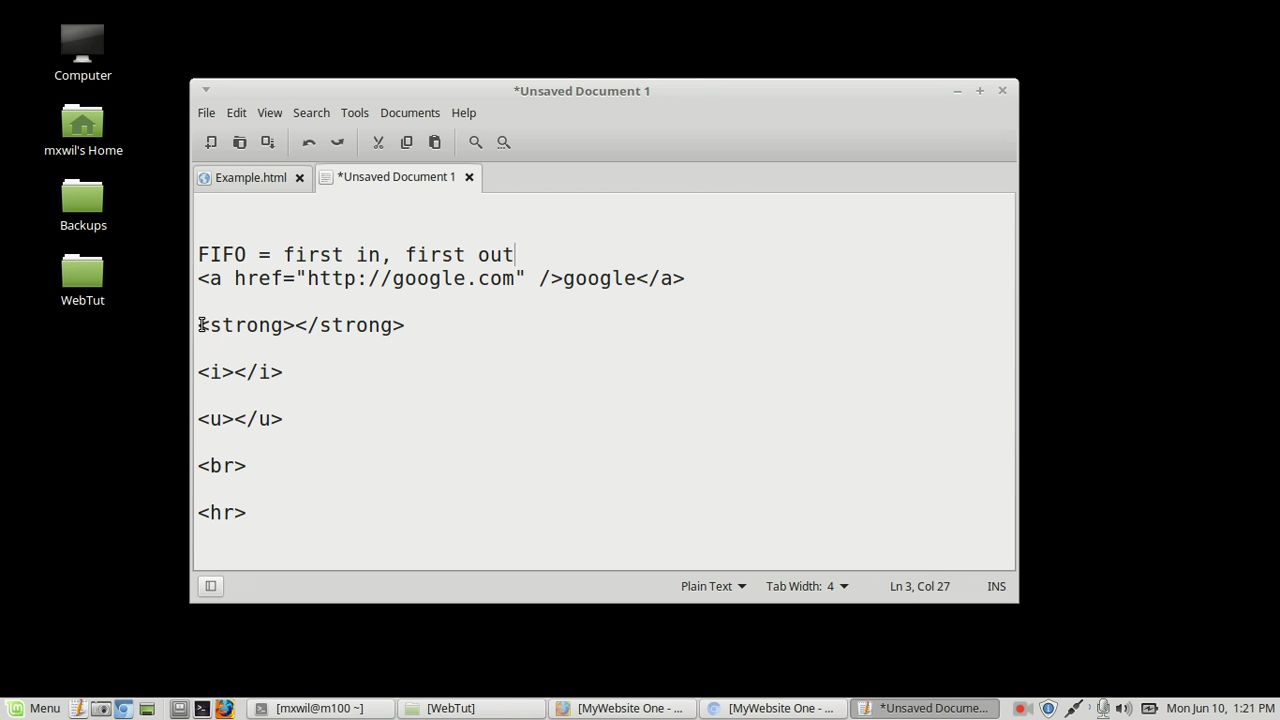 Computer
mxwil's Home
Backups
WebTut
*Unsaved Document 1
File Edit View Search Tools Documents Help
Example.html
*Unsaved Document 1
FIFO = first in, first out
<a href="http://google.com" />google</a>
<strong></strong>
<i></i>
<u></u>
<br>
<hr>
Plain Text Tab Width: 4 Ln 3, Col 27 INS
Menu [mxwil@m100 ~] [WebTut] [MyWebsite One - ... [MyWebsite One - ... *Unsaved Docume... Mon Jun 10, 1:21 PM